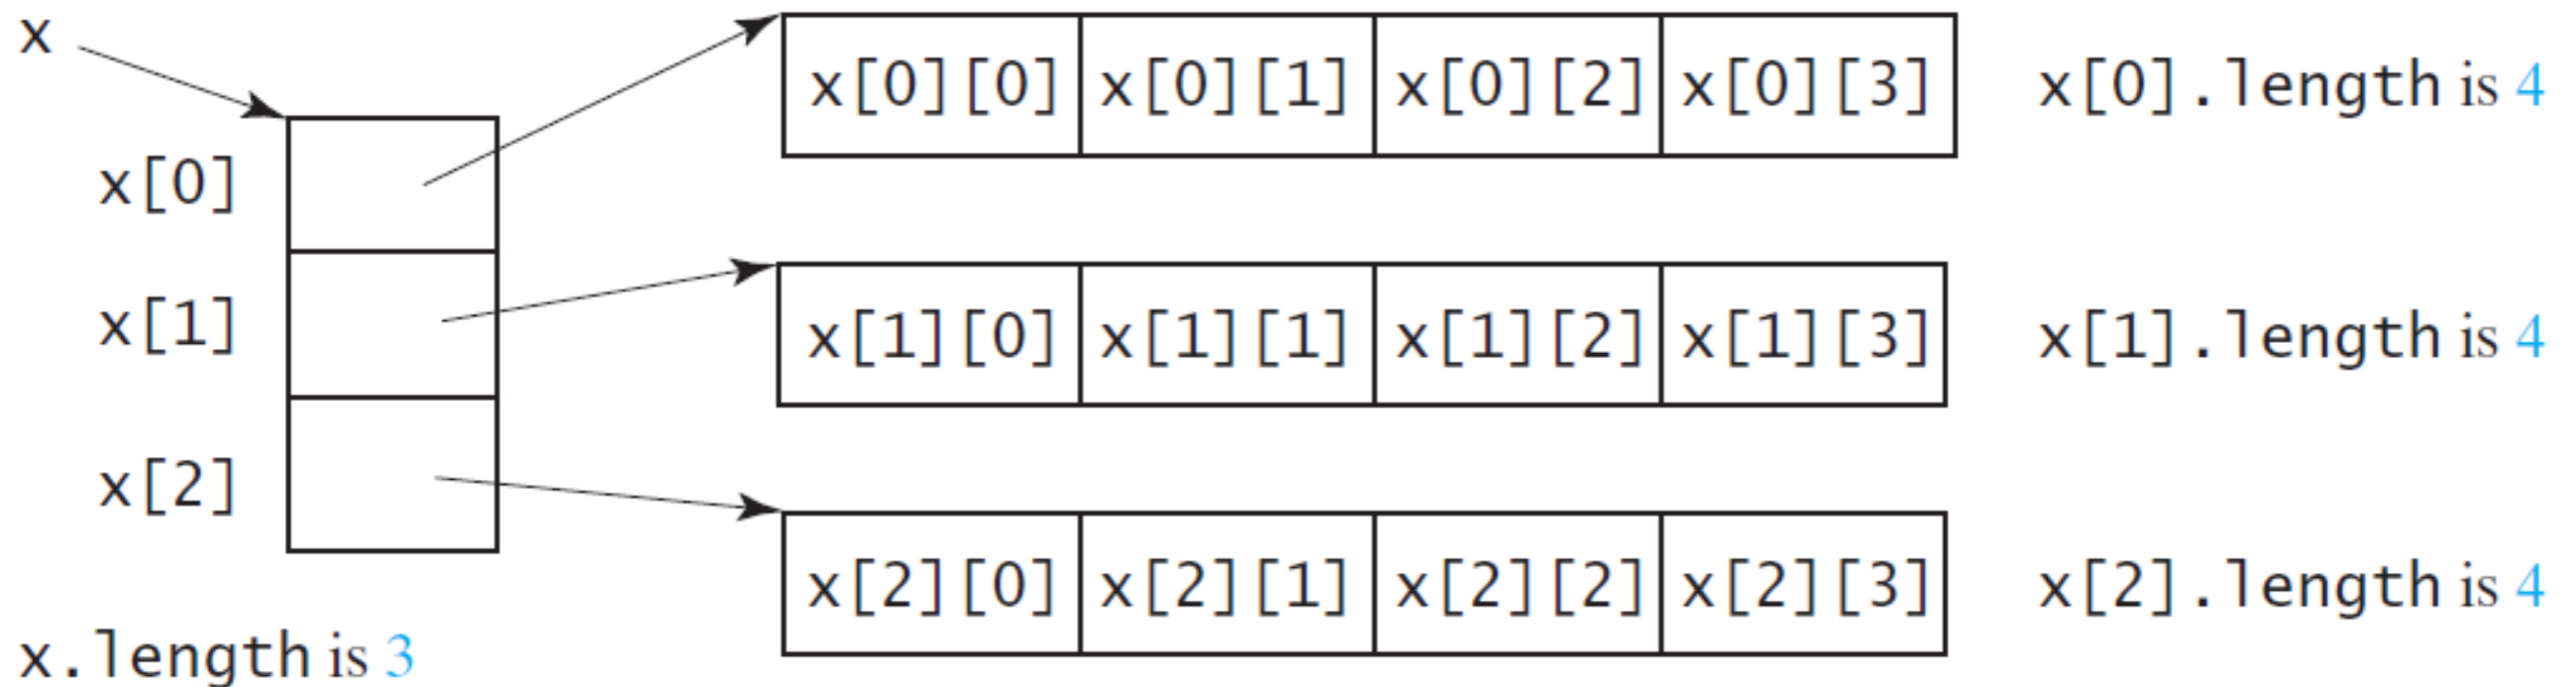 x
x[0][0] x[0][1] x[0][2] x[0][3] x[0].length is 4
x[0]
x[1]
x[1][0] x[1][1] x[1][2] x[1][3] x[1].length is 4
x[2]
x[2][0] x[2][1] x[2][2] x[2][3] x[2].length is 4
x.length is 3